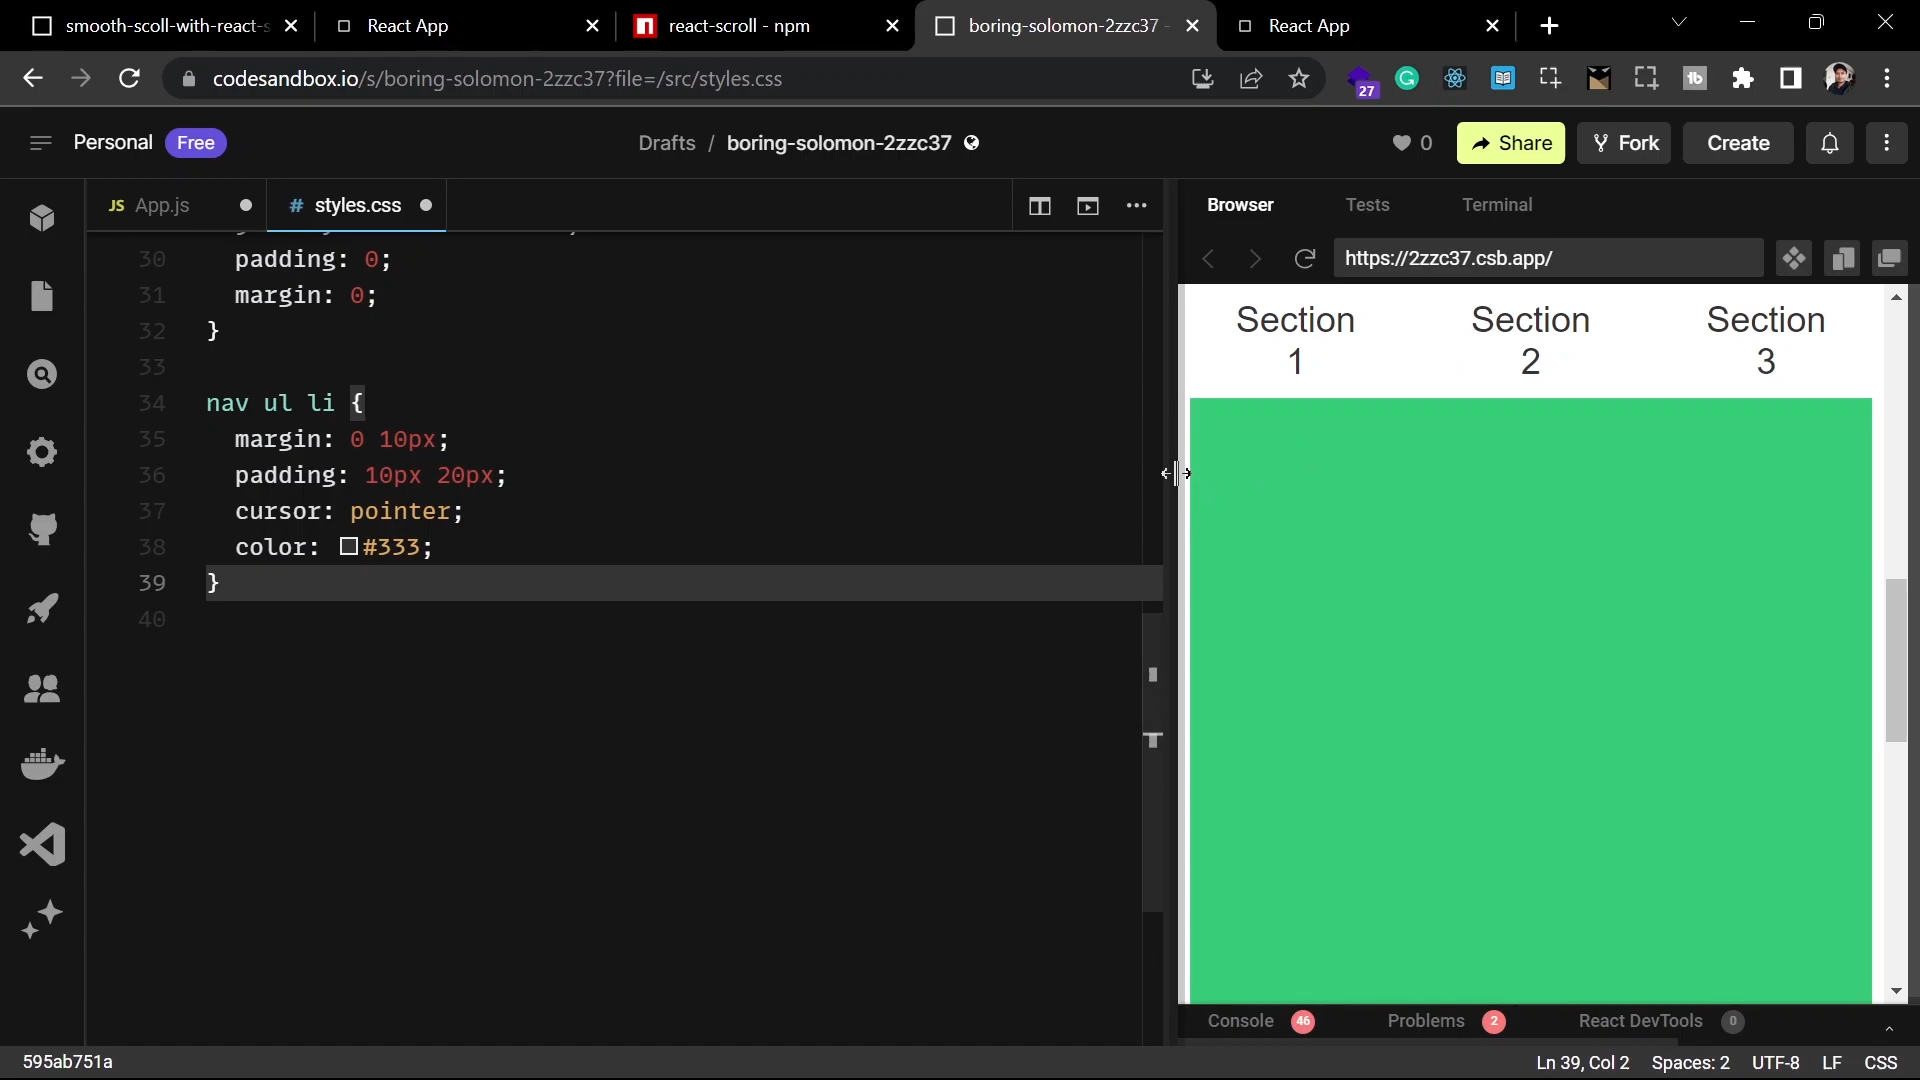 smooth-scoll-with-react-s
React App
react-scroll - npm
boring-solomon-2zzc37 -
React App
codesandbox.io/s/boring-solomon-2zzc37?file=/src/styles.css
27
Personal Free
Drafts / boring-solomon-2zzc37
0
Share
Fork
Create
JS App.js
# styles.css
30 padding: 0;
31 margin: 0;
32 }
33
34 nav ul li {
35 margin: 0 10px;
36 padding: 10px 20px;
37 cursor: pointer;
38 color: #333;
39 }
40
Browser
Tests
Terminal
https://2zzc37.csb.app/
Section 1
Section 2
Section 3
Console 46
Problems 2
React DevTools 0
595ab751a
Ln 39, Col 2
Spaces: 2
UTF-8
LF
CSS